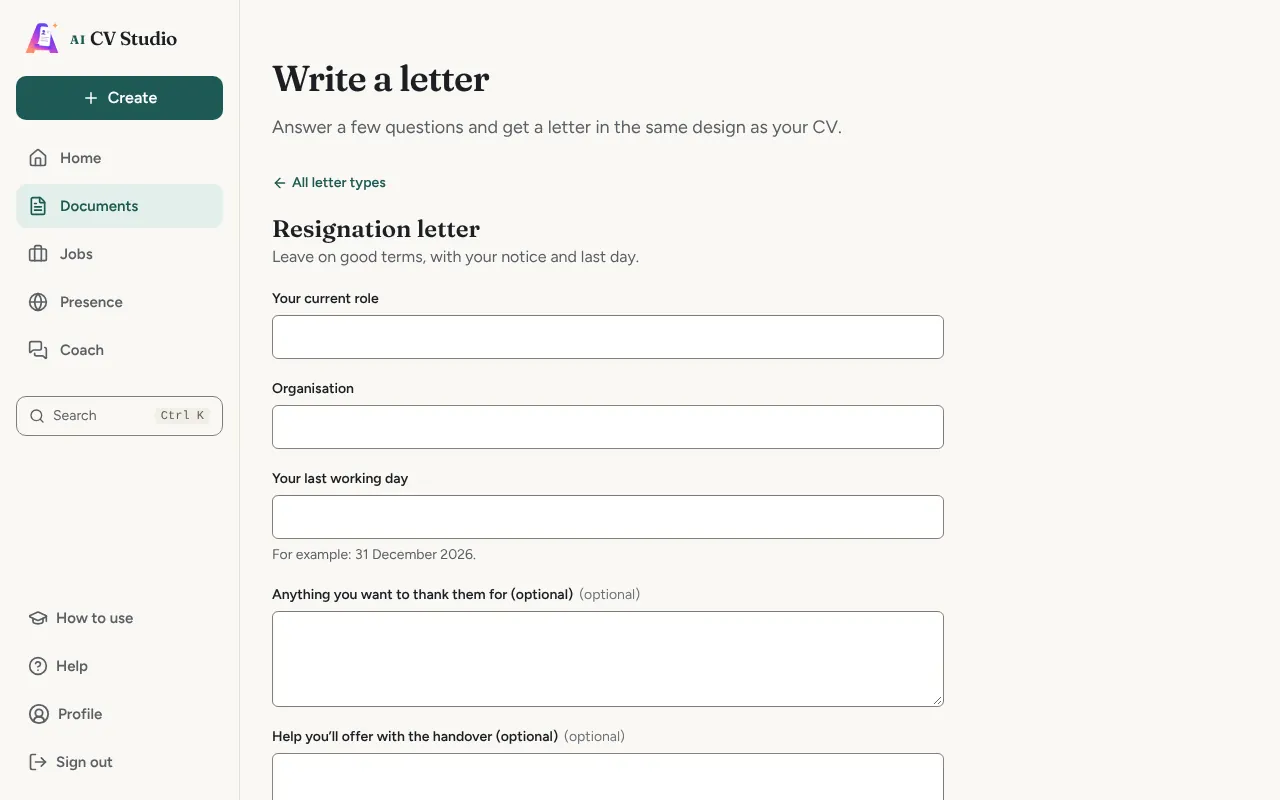 AI CV Studio
Create
Home
Documents
Jobs
Presence
Coach
Search Ctrl K
How to use
Help
Profile
Sign out
Write a letter
Answer a few questions and get a letter in the same design as your CV.
All letter types
Resignation letter
Leave on good terms, with your notice and last day.
Your current role
Organisation
Your last working day
For example: 31 December 2026.
Anything you want to thank them for (optional) (optional)
Help you’ll offer with the handover (optional) (optional)